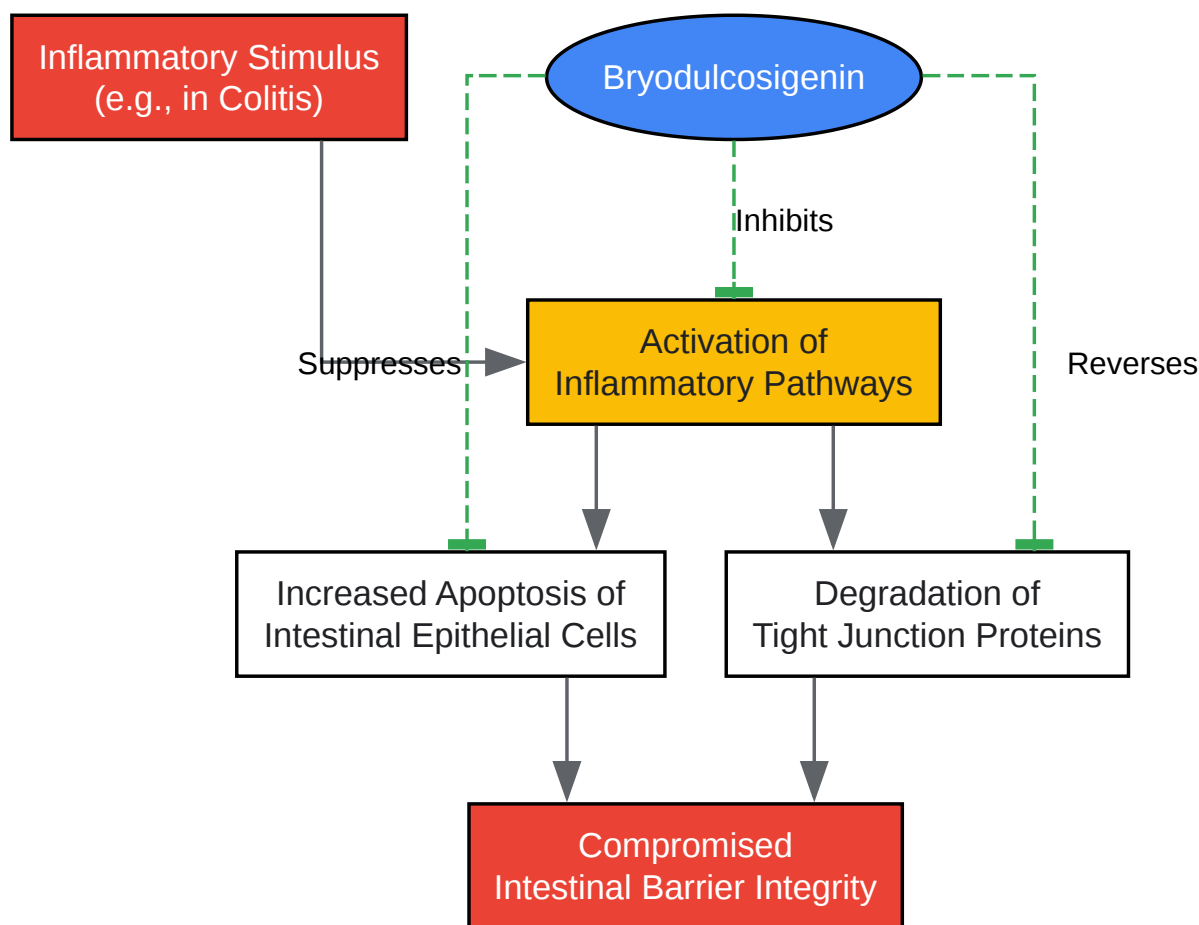 Inflammatory Stimulus
(e.g., in Colitis)
Bryodulcosigenin
Inhibits
Suppresses
Activation of
Inflammatory Pathways
Reverses
Increased Apoptosis of
Intestinal Epithelial Cells
Degradation of
Tight Junction Proteins
Compromised
Intestinal Barrier Integrity